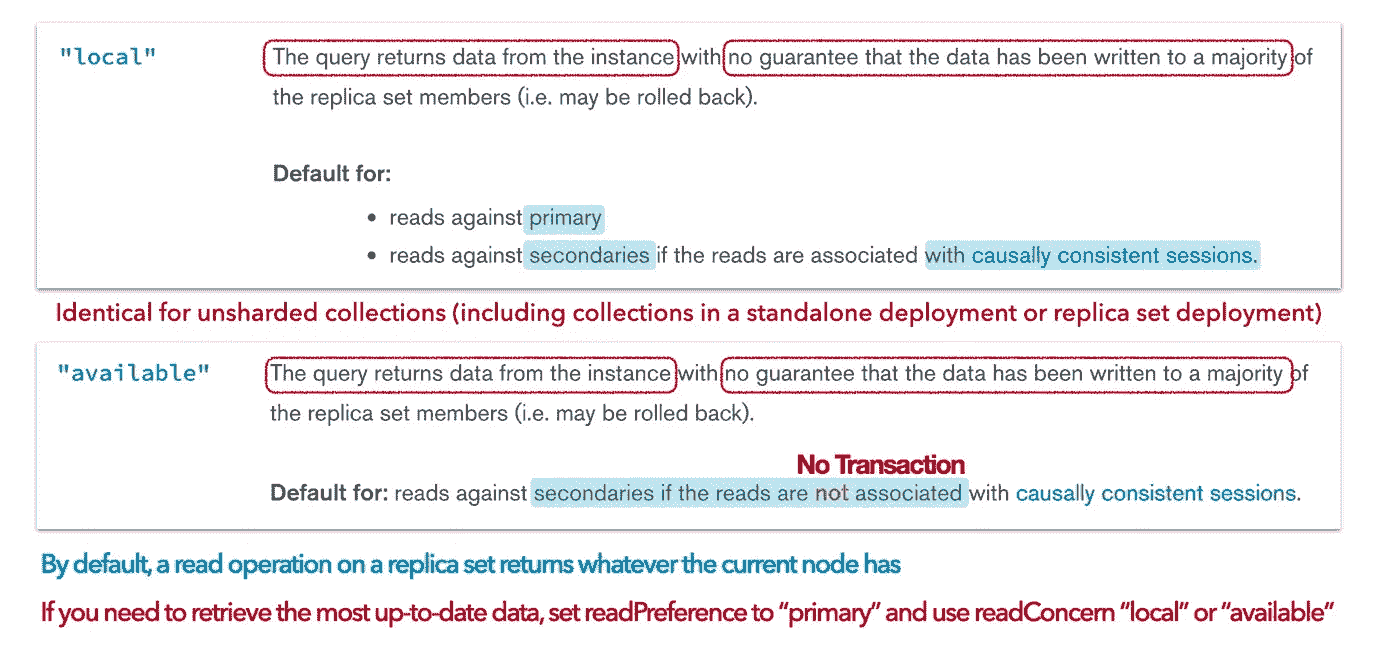 "local" The query returns data from the instance with no guarantee that the data has been written to a majority of
the replica set members (i.e. may be rolled back).
Default for:
• reads against primary
• reads against secondaries if the reads are associated with causally consistent sessions.
Identical for unsharded collections (including collections in a standalone deployment or replica set deployment)
"available" The query returns data from the instance with no guarantee that the data has been written to a majority of
the replica set members (i.e. may be rolled back).
No Transaction
Default for: reads against secondaries if the reads are not associated with causally consistent sessions.
By default, a read operation on a replica set returns whatever the current node has
If you need to retrieve the most up-to-date data, set readPreference to “primary” and use readConcern “local” or “available”